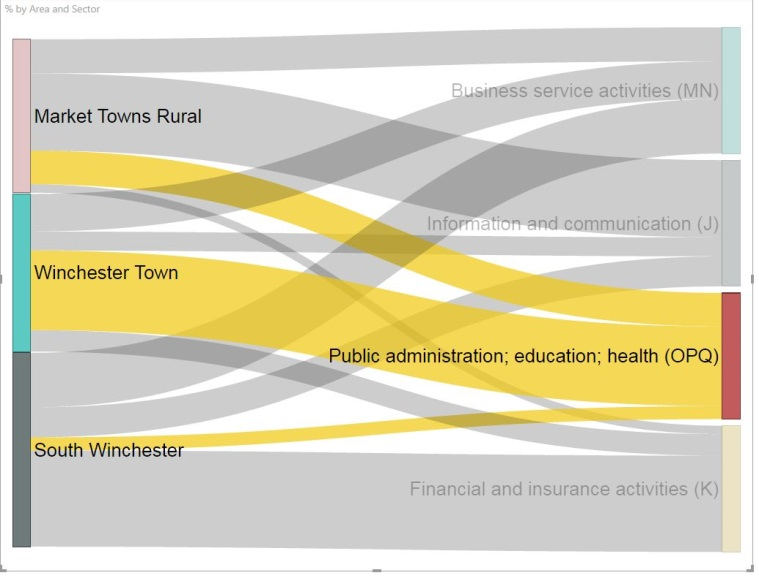 % by Area and Sector
Business service activities (MN)
Market Towns Rural
Information and communication (J)
Winchester Town
Public administration; education; health (OPQ)
South Winchester
Financial and insurance activities (K)